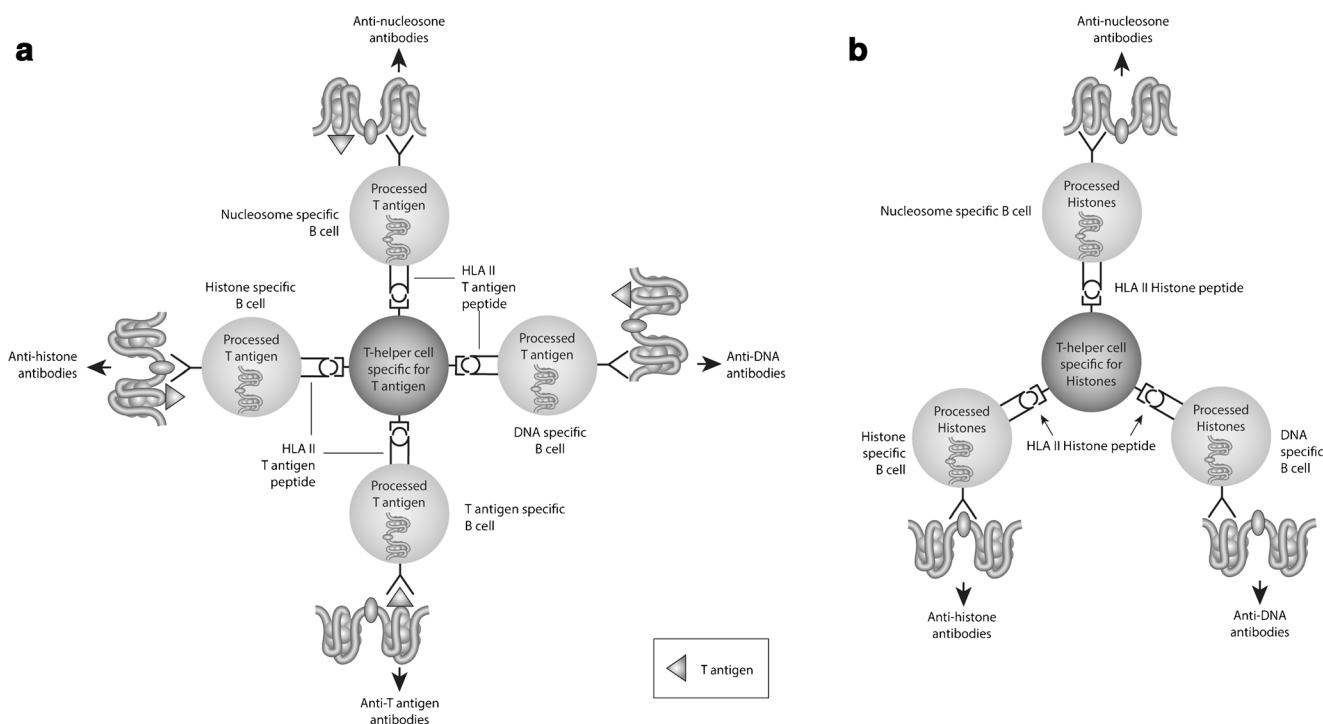 a
Anti-nucleosone
antibodies
Processed
T antigen
Nucleosome specific
B cell
HLA II
T antigen
peptide
Histone specific
B cell
Processed
T antigen
Anti-histone
antibodies
T-helper cell
specific for
T antigen
Processed
T antigen
Anti-DNA
antibodies
DNA specific
B cell
HLA II
T antigen
peptide
Processed
T antigen
T antigen specific
B cell
Anti-T antigen
antibodies
T antigen
b
Anti-nucleosone
antibodies
Processed
Histones
Nucleosome specific B cell
HLA II Histone peptide
T-helper cell
specific for
Histones
Processed
Histones
Histone
specific
B cell
HLA II Histone peptide
Processed
Histones
DNA
specific
B cell
Anti-histone
antibodies
Anti-DNA
antibodies